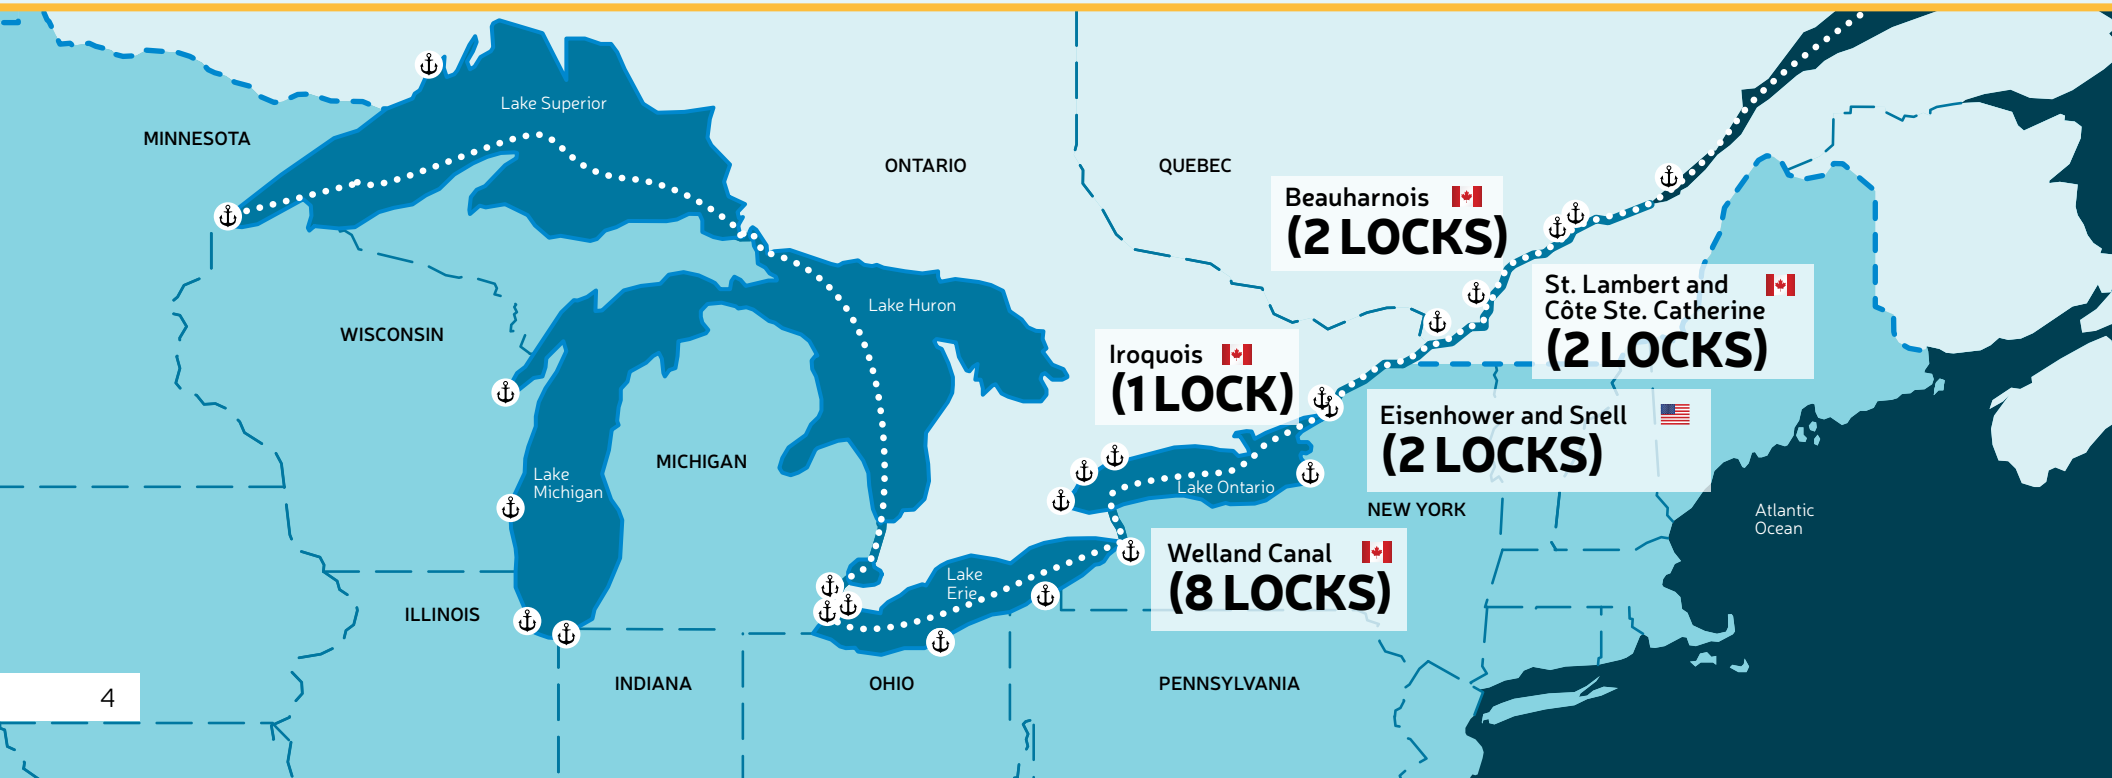 Lake Superior
MINNESOTA
ONTARIO
QUEBEC
Beauharnois
(2 LOCKS)
St. Lambert and
Côte Ste. Catherine
(2 LOCKS)
Lake Huron
WISCONSIN
Iroquois
(1 LOCK)
Eisenhower and Snell
(2 LOCKS)
MICHIGAN
Lake
Michigan
Lake Ontario
NEW YORK
Atlantic
Ocean
Welland Canal
(8 LOCKS)
Lake
Erie
ILLINOIS
INDIANA
OHIO
PENNSYLVANIA
4